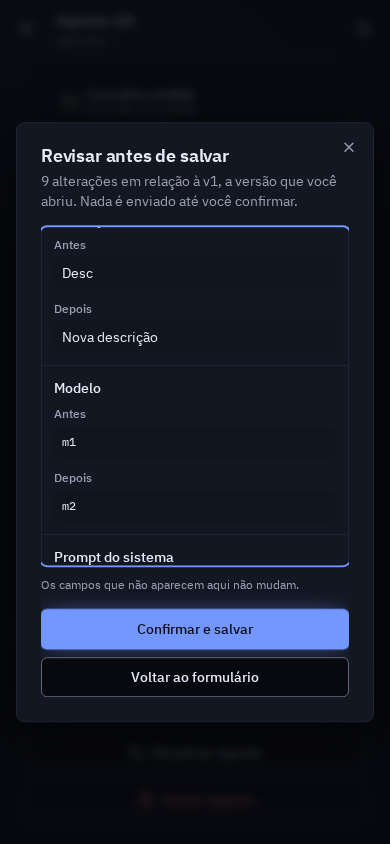 Revisar antes de salvar
9 alterações em relação à v1, a versão que você
abriu. Nada é enviado até você confirmar.
Antes
Desc
Depois
Nova descrição
Modelo
Antes
m1
Depois
m2
Prompt do sistema
Os campos que não aparecem aqui não mudam.
Confirmar e salvar
Voltar ao formulário